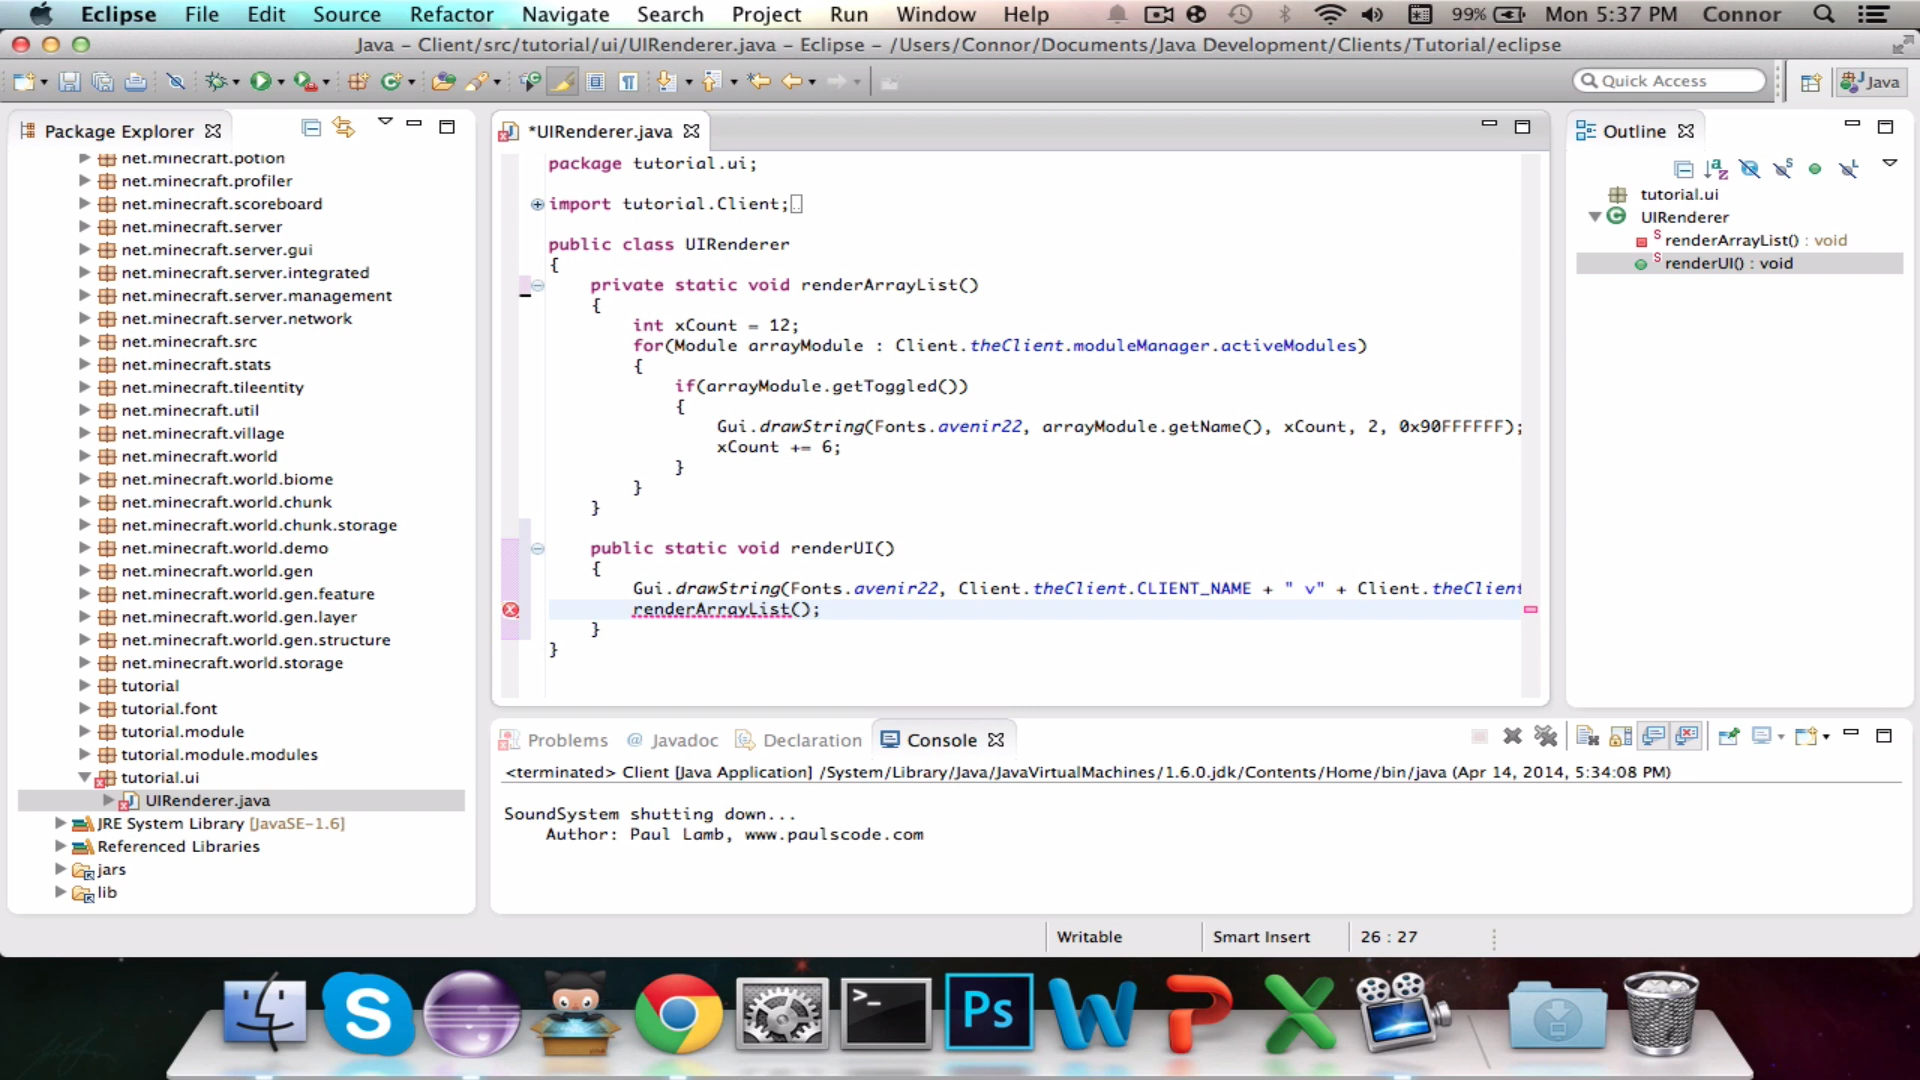 Eclipse File Edit Source Refactor Navigate Search Project Run Window Help 99% Mon 5:37 PM Connor
Java – Client/src/tutorial/ui/UIRenderer.java – Eclipse – /Users/Connor/Documents/Java Development/Clients/Tutorial/eclipse
Quick Access
Java
Package Explorer
net.minecraft.potion
net.minecraft.profiler
net.minecraft.scoreboard
net.minecraft.server
net.minecraft.server.gui
net.minecraft.server.integrated
net.minecraft.server.management
net.minecraft.server.network
net.minecraft.src
net.minecraft.stats
net.minecraft.tileentity
net.minecraft.util
net.minecraft.village
net.minecraft.world
net.minecraft.world.biome
net.minecraft.world.chunk
net.minecraft.world.chunk.storage
net.minecraft.world.demo
net.minecraft.world.gen
net.minecraft.world.gen.feature
net.minecraft.world.gen.layer
net.minecraft.world.gen.structure
net.minecraft.world.storage
tutorial
tutorial.font
tutorial.module
tutorial.module.modules
tutorial.ui
UIRenderer.java
JRE System Library [JavaSE-1.6]
Referenced Libraries
jars
lib
*UIRenderer.java
package tutorial.ui;
import tutorial.Client;
public class UIRenderer
{
private static void renderArrayList()
{
int xCount = 12;
for(Module arrayModule : Client.theClient.moduleManager.activeModules)
{
if(arrayModule.getToggled())
{
Gui.drawString(Fonts.avenir22, arrayModule.getName(), xCount, 2, 0x90FFFFFF);
xCount += 6;
}
}
}
public static void renderUI()
{
Gui.drawString(Fonts.avenir22, Client.theClient.CLIENT_NAME + " v" + Client.theClient
renderArrayList();
}
}
Outline
tutorial.ui
UIRenderer
renderArrayList() : void
renderUI() : void
Problems @ Javadoc Declaration Console
<terminated> Client [Java Application] /System/Library/Java/JavaVirtualMachines/1.6.0.jdk/Contents/Home/bin/java (Apr 14, 2014, 5:34:08 PM)
SoundSystem shutting down...
Author: Paul Lamb, www.paulscode.com
Writable Smart Insert 26 : 27
Ps